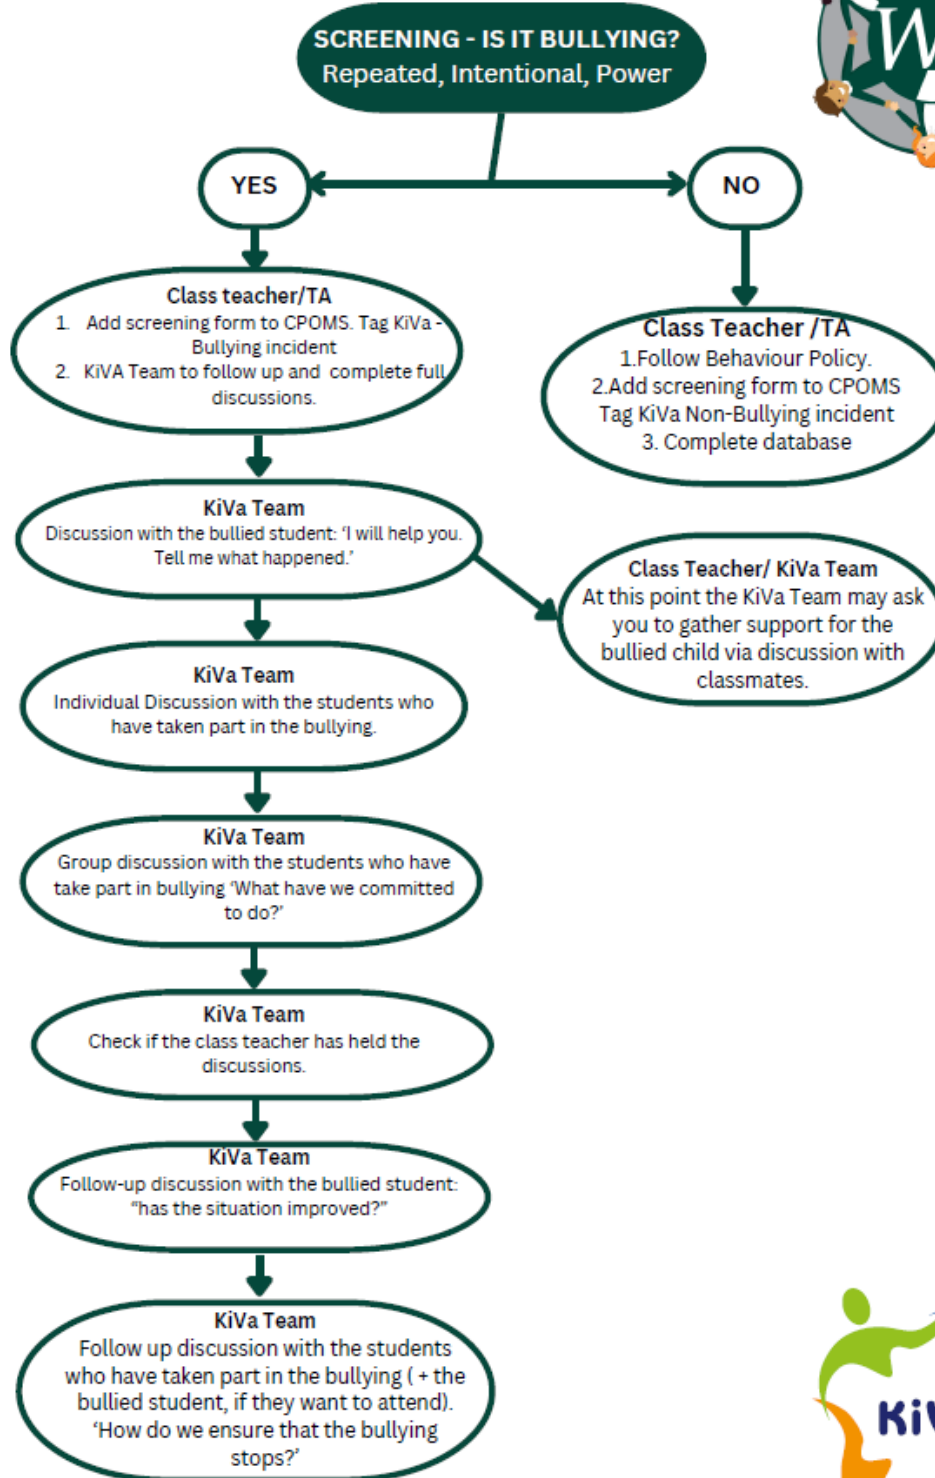 SCREENING - IS IT BULLYING?
Repeated, Intentional, Power
YES
NO
Class teacher/TA
1. Add screening form to CPOMS. Tag KiVa -
Bullying incident
2. KiVA Team to follow up and complete full
discussions.
Class Teacher /TA
1.Follow Behaviour Policy.
2.Add screening form to CPOMS
Tag KiVa Non-Bullying incident
3. Complete database
KiVa Team
Discussion with the bullied student: ‘I will help you.
Tell me what happened.’
Class Teacher/ KiVa Team
At this point the KiVa Team may ask
you to gather support for the
bullied child via discussion with
classmates.
KiVa Team
Individual Discussion with the students who
have taken part in the bullying.
KiVa Team
Group discussion with the students who have
take part in bullying ‘What have we committed
to do?’
KiVa Team
Check if the class teacher has held the
discussions.
KiVa Team
Follow-up discussion with the bullied student:
“has the situation improved?”
KiVa Team
Follow up discussion with the students
who have taken part in the bullying ( + the
bullied student, if they want to attend).
‘How do we ensure that the bullying
stops?’